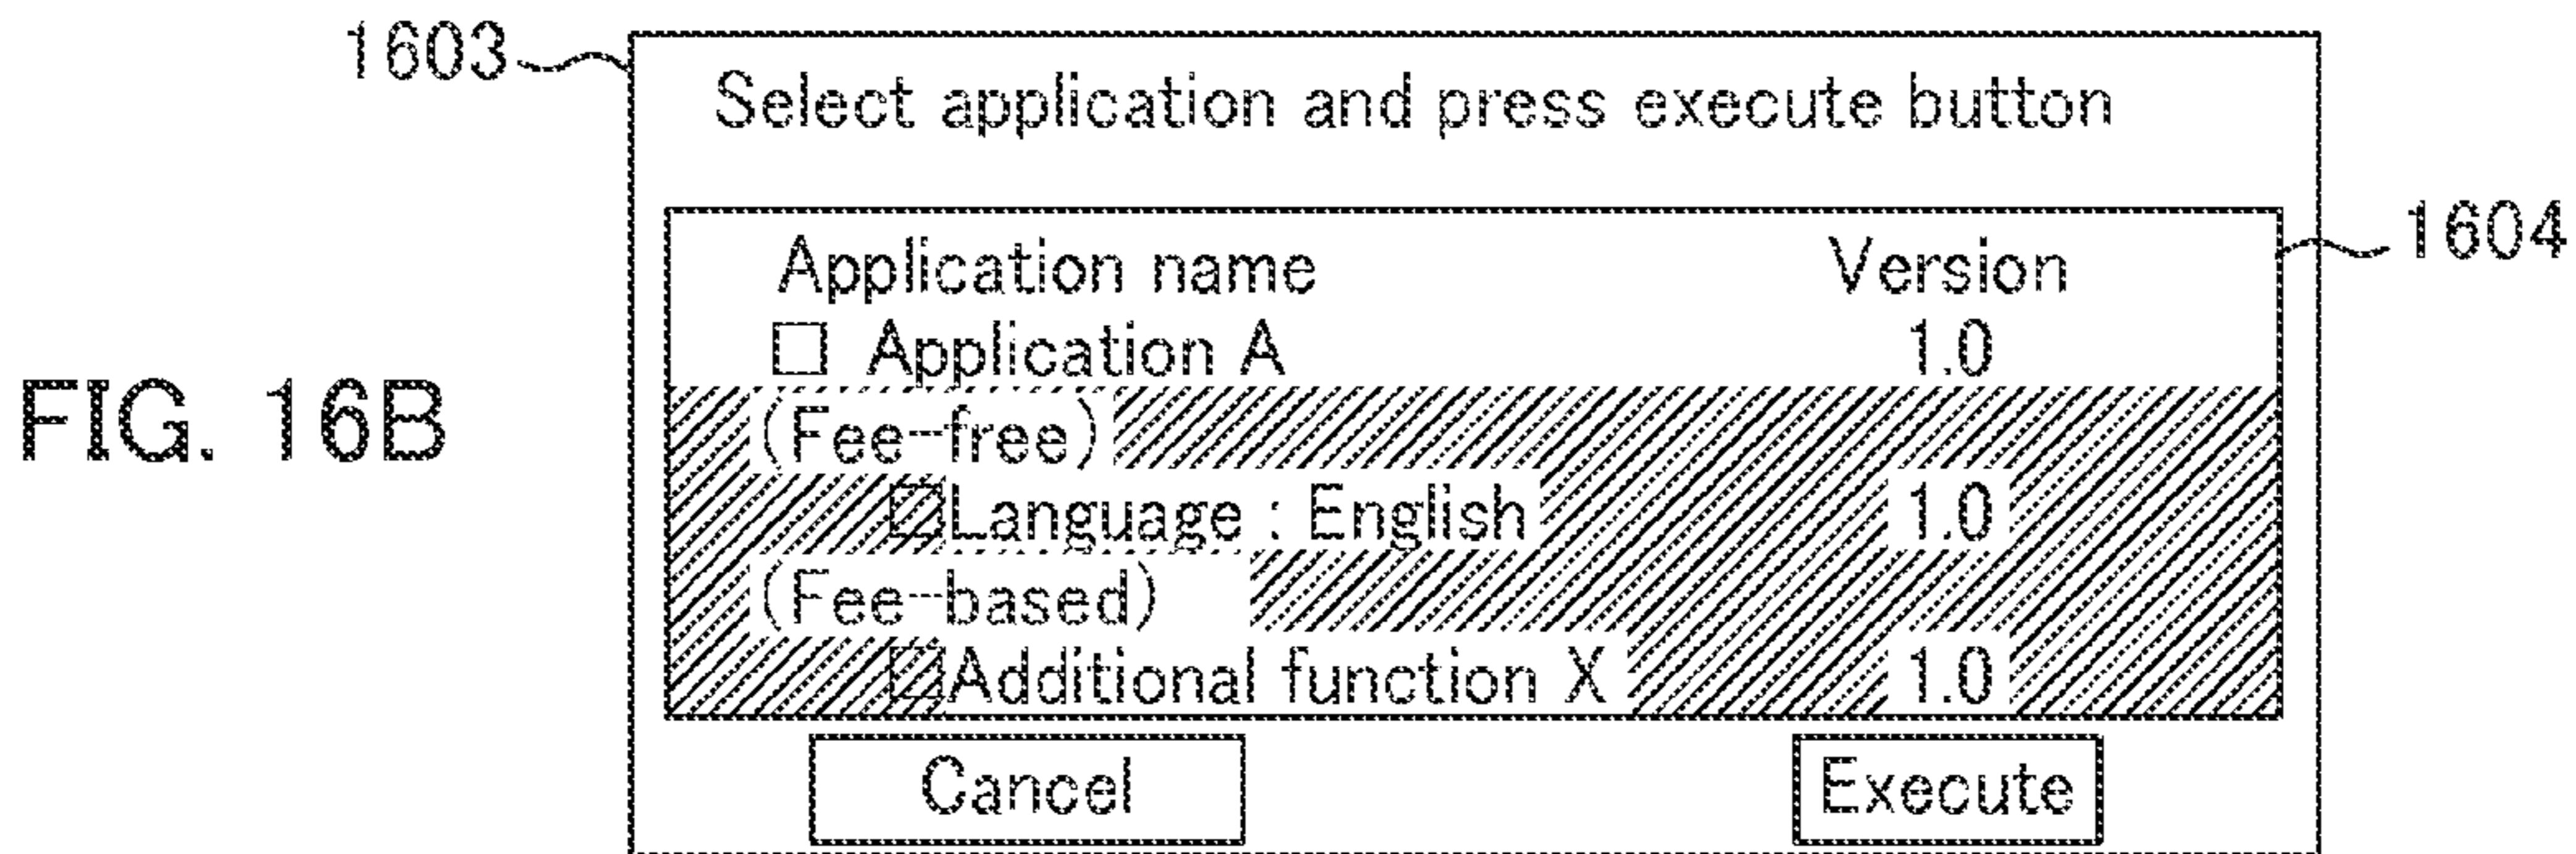 1603
Select application and press execute button
1604
Application name Version
□ Application A 1.0
FIG. 16B
(Fee-free)
□Language : English 1.0
(Fee-based)
□Additional function X 1.0
Cancel Execute